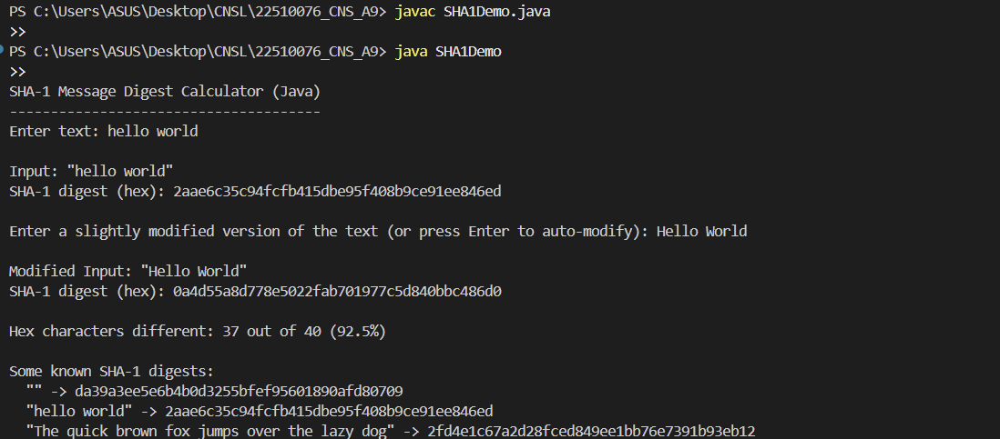 PS C:\Users\ASUS\Desktop\CNSL\22510076_CNS_A9> javac SHA1Demo.java
>>
PS C:\Users\ASUS\Desktop\CNSL\22510076_CNS_A9> java SHA1Demo
>>
SHA-1 Message Digest Calculator (Java)
--------------------------------------
Enter text: hello world
Input: "hello world"
SHA-1 digest (hex): 2aae6c35c94fcfb415dbe95f408b9ce91ee846ed
Enter a slightly modified version of the text (or press Enter to auto-modify): Hello World
Modified Input: "Hello World"
SHA-1 digest (hex): 0a4d55a8d778e5022fab701977c5d840bbc486d0
Hex characters different: 37 out of 40 (92.5%)
Some known SHA-1 digests:
"" -> da39a3ee5e6b4b0d3255bfef95601890afd80709
"hello world" -> 2aae6c35c94fcfb415dbe95f408b9ce91ee846ed
"The quick brown fox jumps over the lazy dog" -> 2fd4e1c67a2d28fced849ee1bb76e7391b93eb12